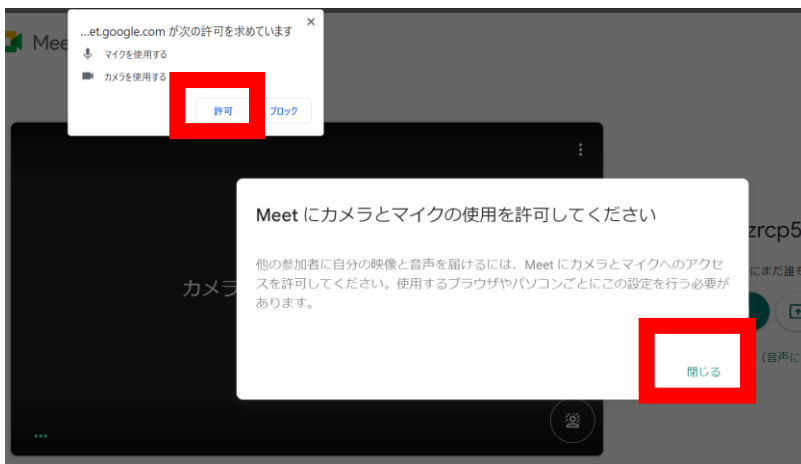 ...et.google.com が次の許可を求めています
×
Mee
マイクを使用する
カメラを使用する
許可
ブロック
Meet にカメラとマイクの使用を許可してください
他の参加者に自分の映像と音声を届けるには、Meet にカメラとマイクへのアクセ
スを許可してください。使用するブラウザやパソコンごとにこの設定を行う必要が
あります。
閉じる
カメラ
zrcp5
にまだ誰も
(音声に